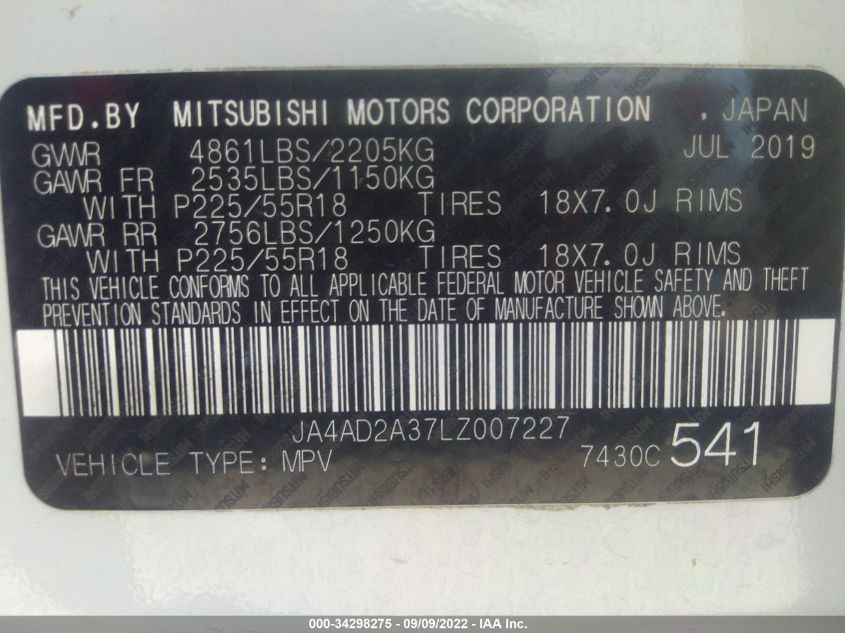 MFD.BY MITSUBISHI MOTORS CORPORATION , JAPAN
GVWR 4861LBS/2205KG JUL 2019
GAWR FR 2535LBS/1150KG
WITH P225/55R18 TIRES 18X7.0J RIMS
GAWR RR 2756LBS/1250KG
WITH P225/55R18 TIRES 18X7.0J RIMS
THIS VEHICLE CONFORMS TO ALL APPLICABLE FEDERAL MOTOR VEHICLE SAFETY AND THEFT
PREVENTION STANDARDS IN EFFECT ON THE DATE OF MANUFACTURE SHOWN ABOVE.
JA4AD2A37LZ007227
VEHICLE TYPE: MPV 7430C 541
000-34298275 - 09/09/2022 - IAA Inc.